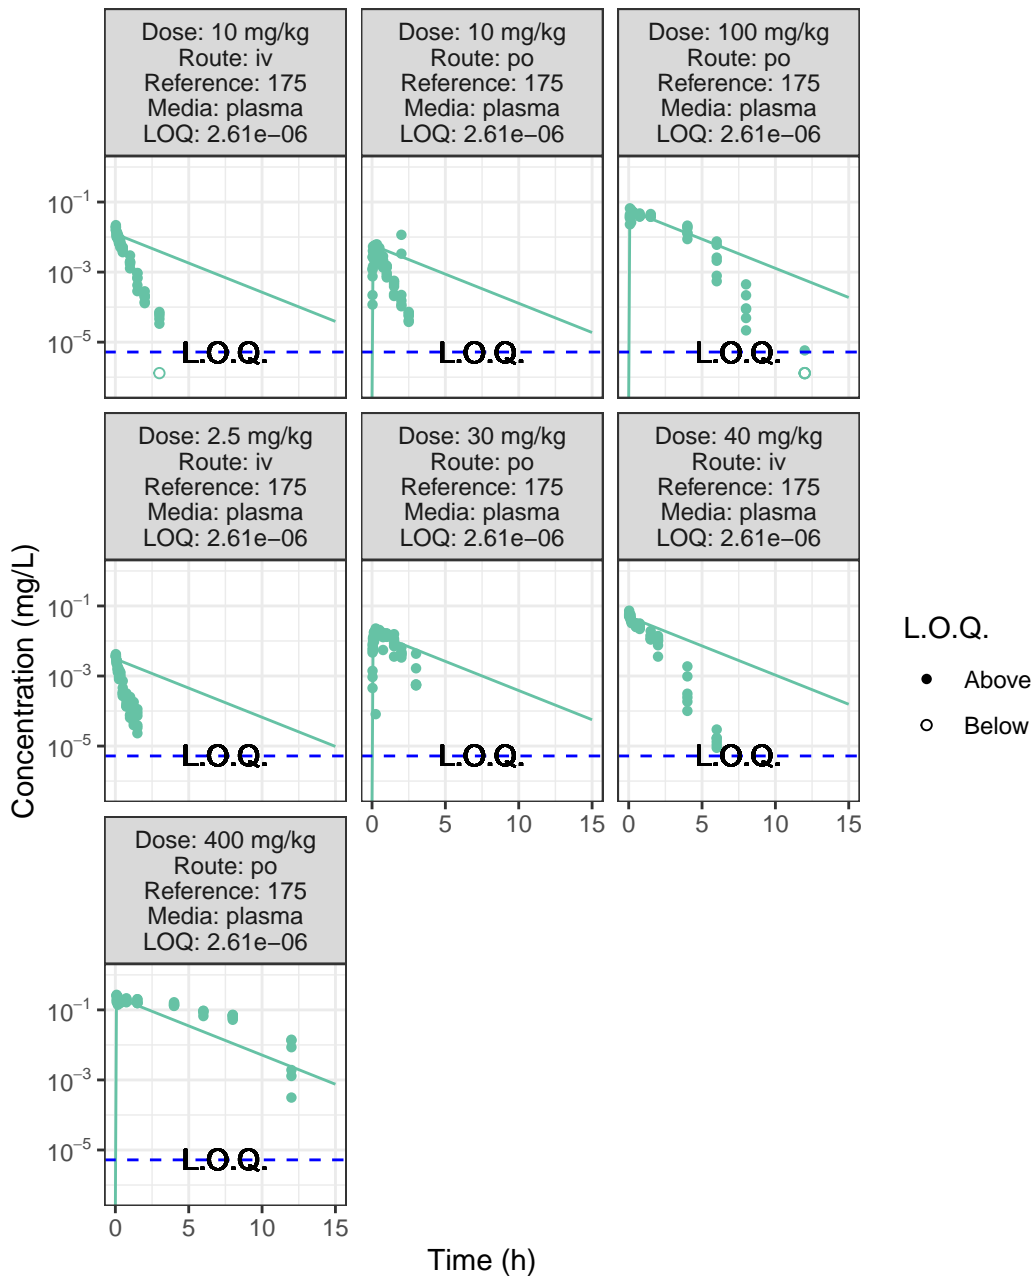 Dose: 10 mg/kg
Route: iv
Reference: 175
Media: plasma
LOQ: 2.61e−06
Dose: 10 mg/kg
Route: po
Reference: 175
Media: plasma
LOQ: 2.61e−06
Dose: 100 mg/kg
Route: po
Reference: 175
Media: plasma
LOQ: 2.61e−06
10⁻¹
10⁻³
10⁻⁵
L.O.Q.
L.O.Q.
L.O.Q.
Dose: 2.5 mg/kg
Route: iv
Reference: 175
Media: plasma
LOQ: 2.61e−06
Dose: 30 mg/kg
Route: po
Reference: 175
Media: plasma
LOQ: 2.61e−06
Dose: 40 mg/kg
Route: iv
Reference: 175
Media: plasma
LOQ: 2.61e−06
10⁻¹
10⁻³
10⁻⁵
L.O.Q.
L.O.Q.
L.O.Q.
0 5 10 15
0 5 10 15
Dose: 400 mg/kg
Route: po
Reference: 175
Media: plasma
LOQ: 2.61e−06
10⁻¹
10⁻³
10⁻⁵
L.O.Q.
0 5 10 15
Time (h)
Concentration (mg/L)
L.O.Q.
Above
Below